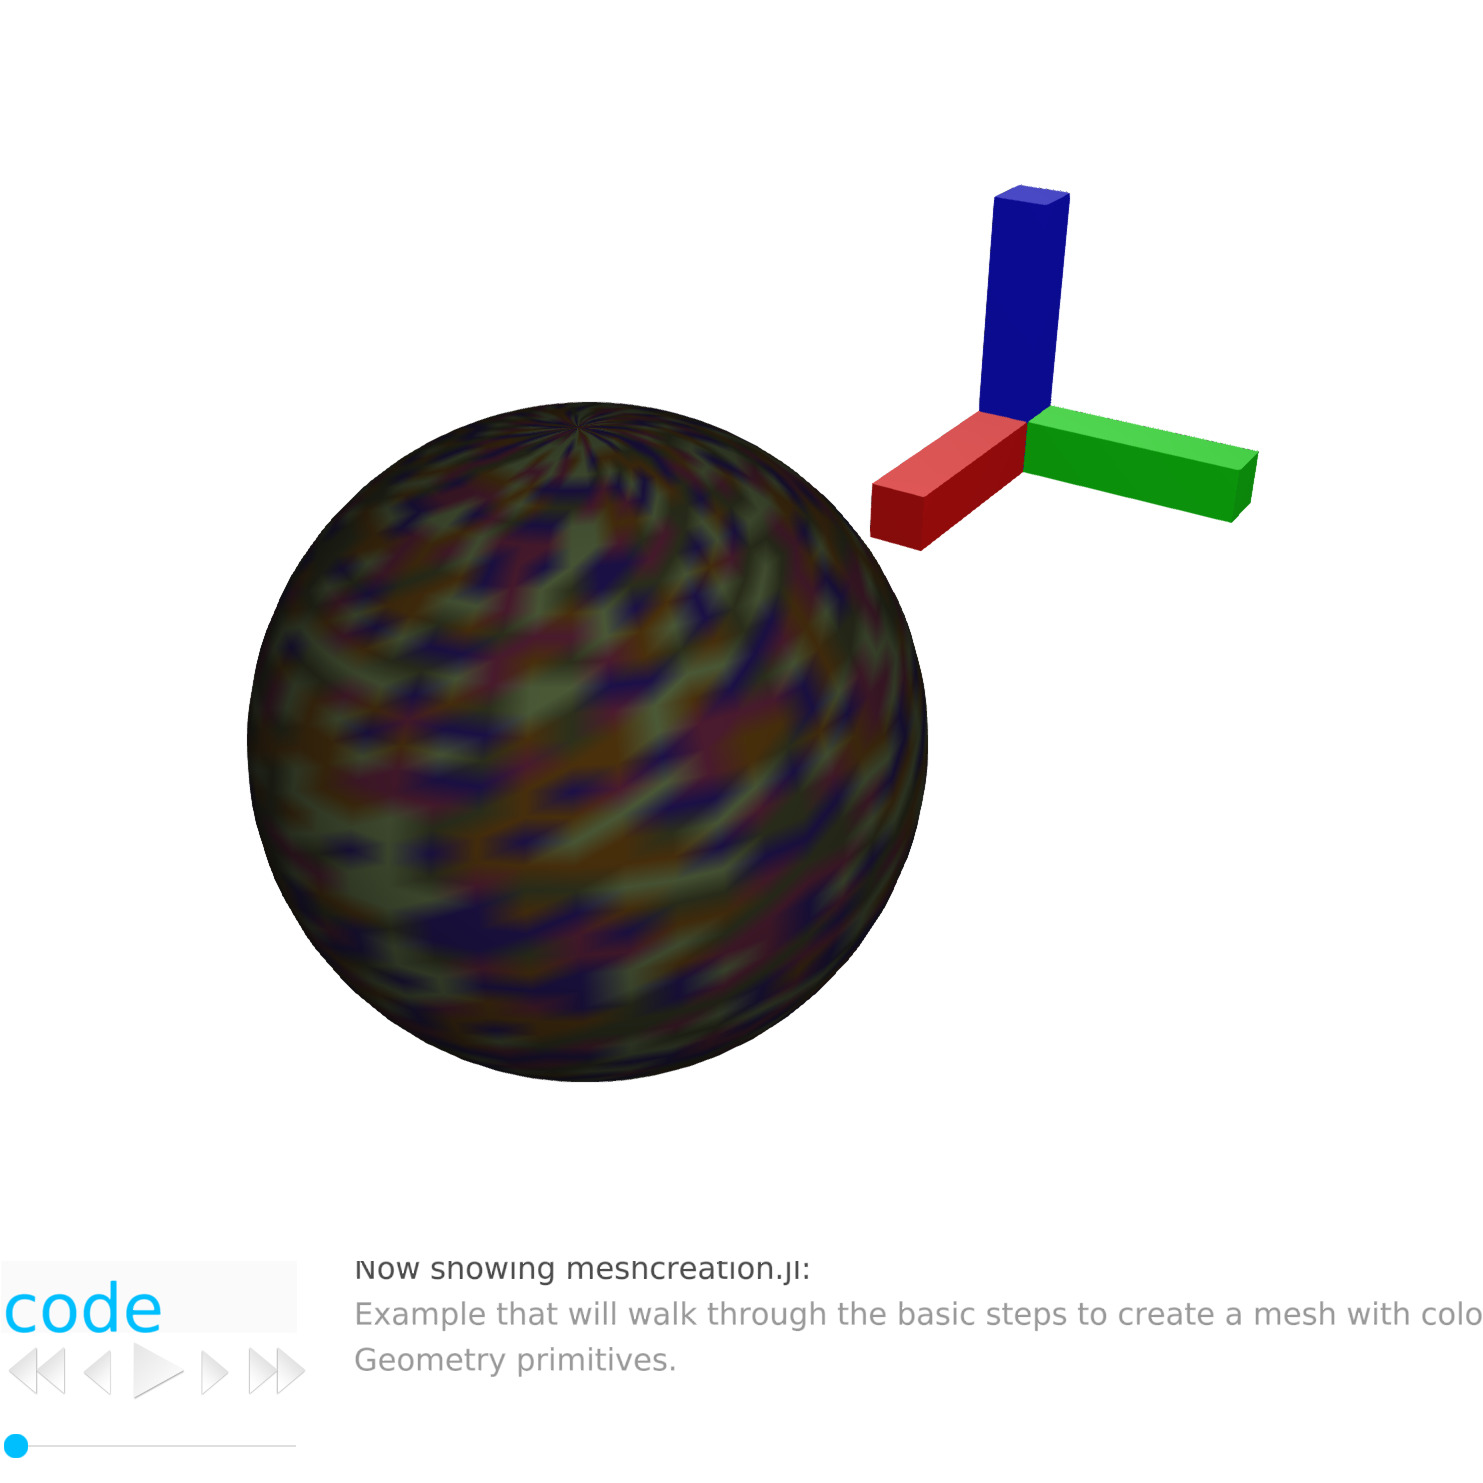 Now showing meshcreation.jl:
code
Example that will walk through the basic steps to create a mesh with colo
Geometry primitives.